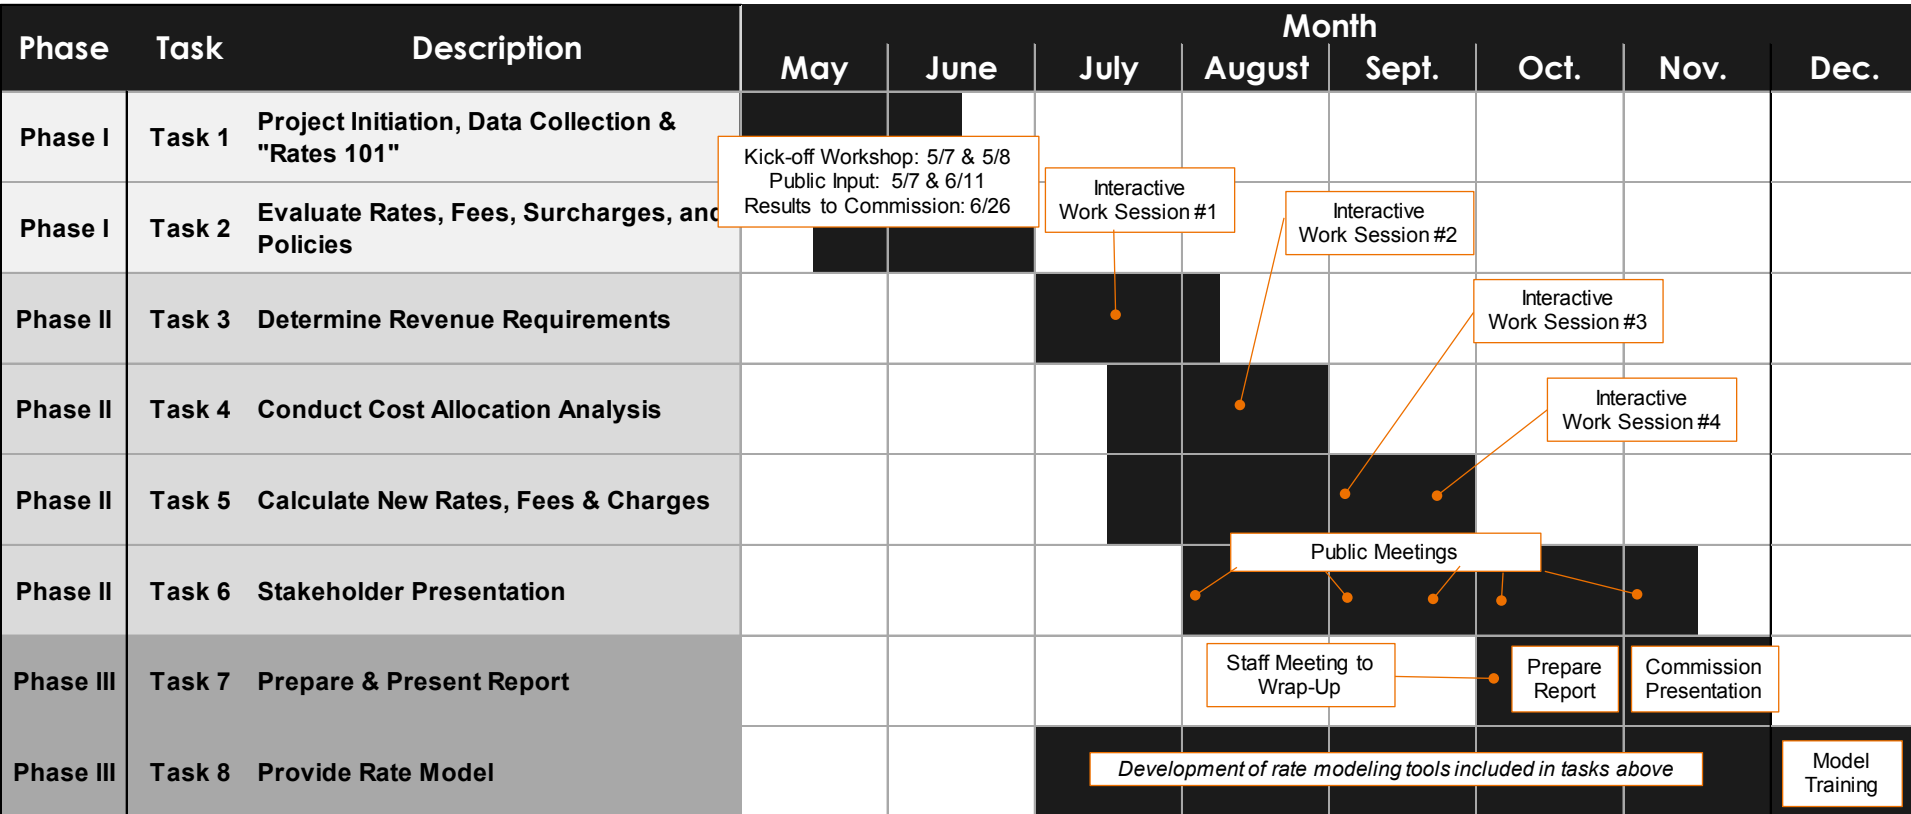 Month
Phase Task Description
May June July August Sept. Oct. Nov. Dec.
Phase I Task 1 Project Initiation, Data Collection &
"Rates 101"
Kick-off Workshop: 5/7 & 5/8
Public Input: 5/7 & 6/11
Results to Commission: 6/26
Interactive
Work Session #1
Phase I Task 2 Evaluate Rates, Fees, Surcharges, and
Policies
Interactive
Work Session #2
Phase II Task 3 Determine Revenue Requirements
Interactive
Work Session #3
Phase II Task 4 Conduct Cost Allocation Analysis
Interactive
Work Session #4
Phase II Task 5 Calculate New Rates, Fees & Charges
Public Meetings
Phase II Task 6 Stakeholder Presentation
Phase III Task 7 Prepare & Present Report
Staff Meeting to
Wrap-Up
Prepare
Report
Commission
Presentation
Phase III Task 8 Provide Rate Model
Development of rate modeling tools included in tasks above
Model
Training